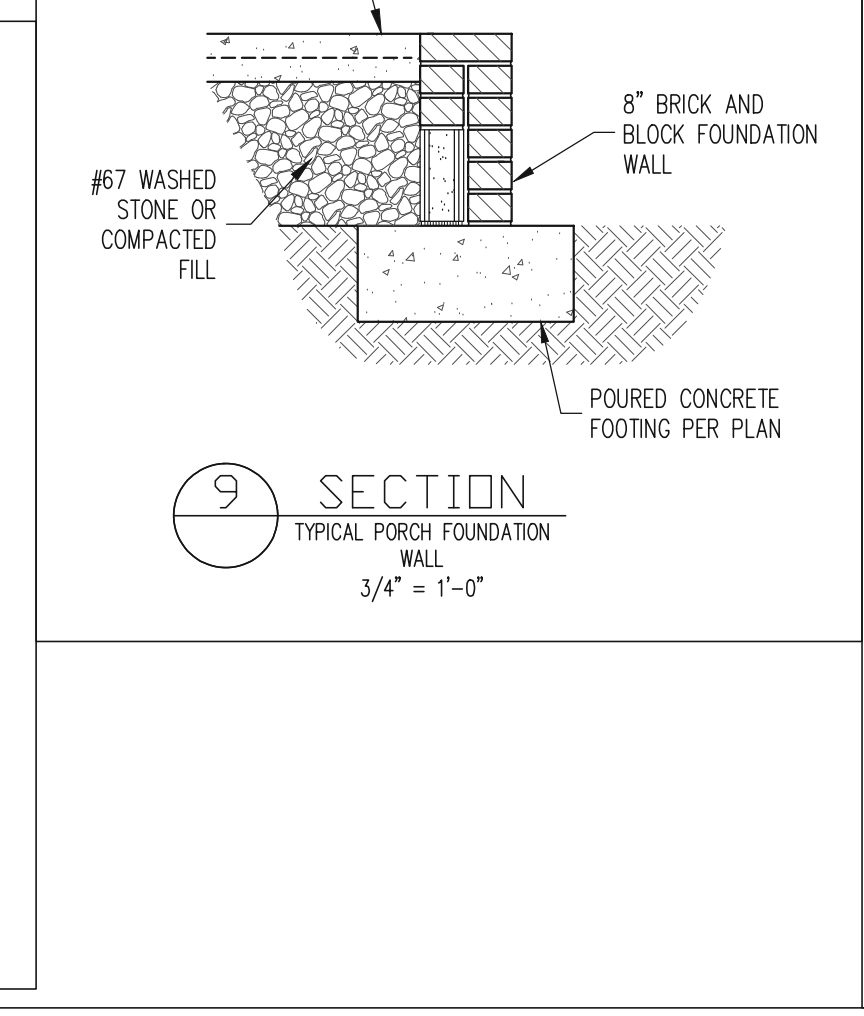 8” BRICK AND
BLOCK FOUNDATION
WALL
#67 WASHED
STONE OR
COMPACTED
FILL
POURED CONCRETE
FOOTING PER PLAN
9
SECTION
TYPICAL PORCH FOUNDATION
WALL
3/4” = 1’-0”